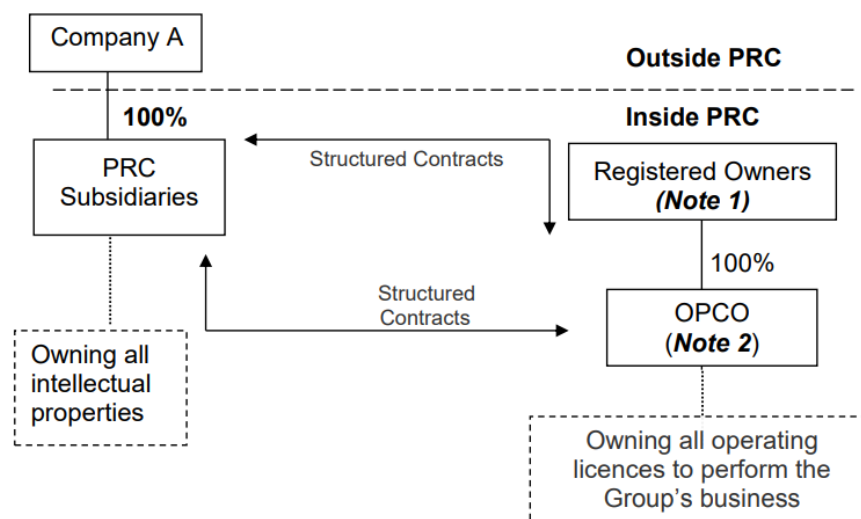 Company A
Outside PRC
100%
Inside PRC
PRC
Subsidiaries
Structured Contracts
Registered Owners
(Note 1)
100%
Structured
Contracts
OPCO
(Note 2)
Owning all
intellectual
properties
Owning all operating
licences to perform the
Group's business